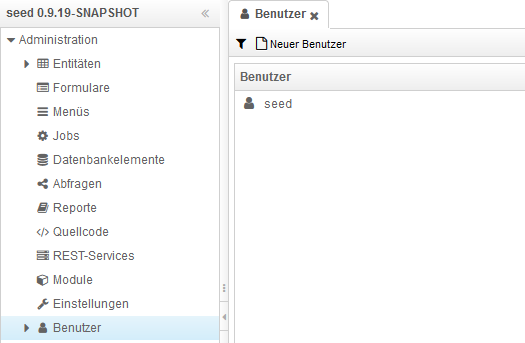 seed 0.9.19-SNAPSHOT
Administration
Entitäten
Formulare
Menüs
Jobs
Datenbankelemente
Abfragen
Reporte
Quellcode
REST-Services
Module
Einstellungen
Benutzer
Benutzer
Neuer Benutzer
Benutzer
seed